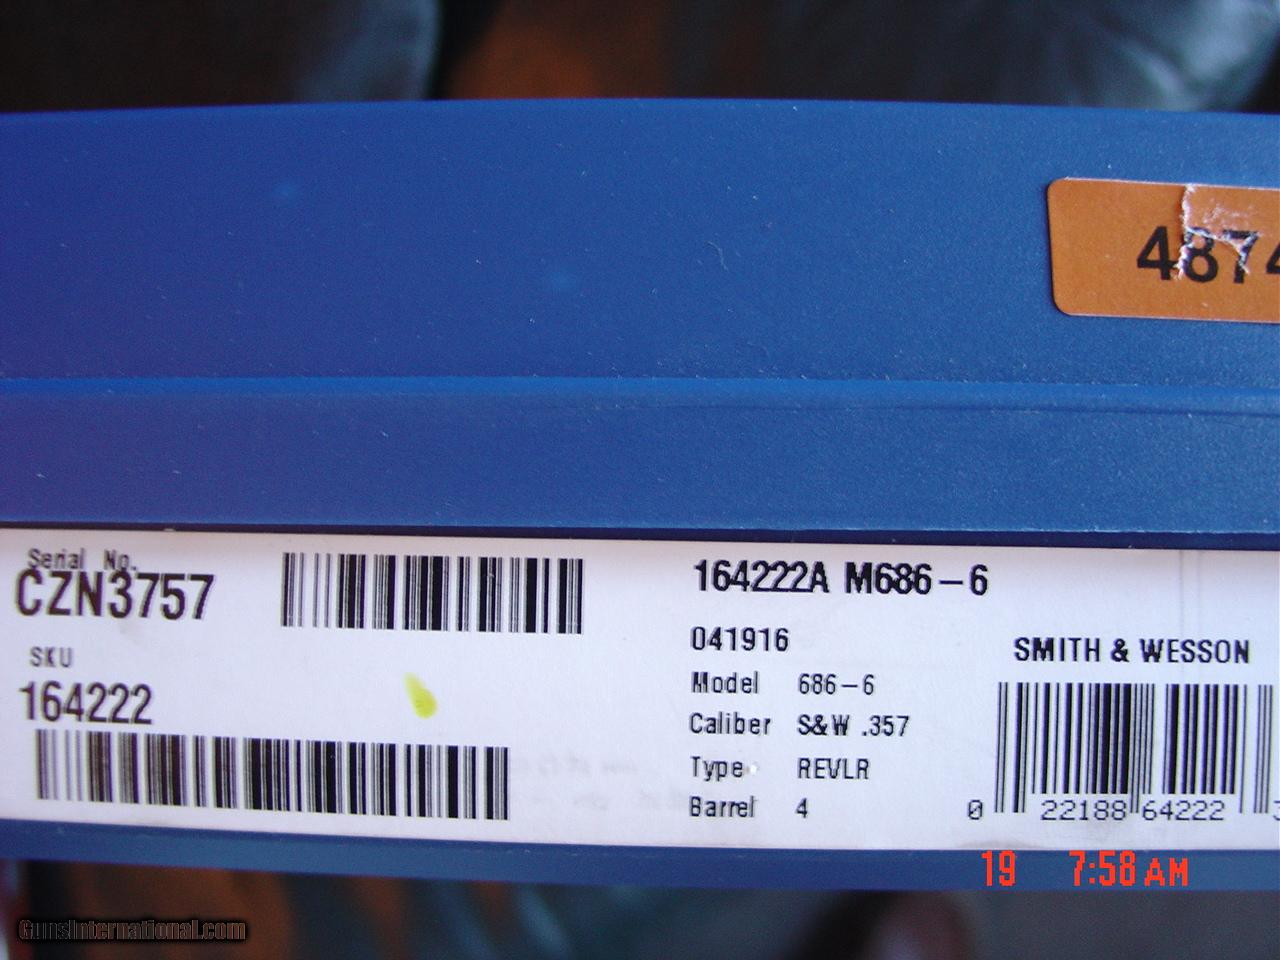 4874
Serial No.
CZN3757
SKU
164222
164222A M686-6
041916
Model 686-6
Caliber S&W .357
Type REVLR
Barrel 4
SMITH & WESSON
0 22188 64222 3
19 7:58 AM
GunsInternational.com